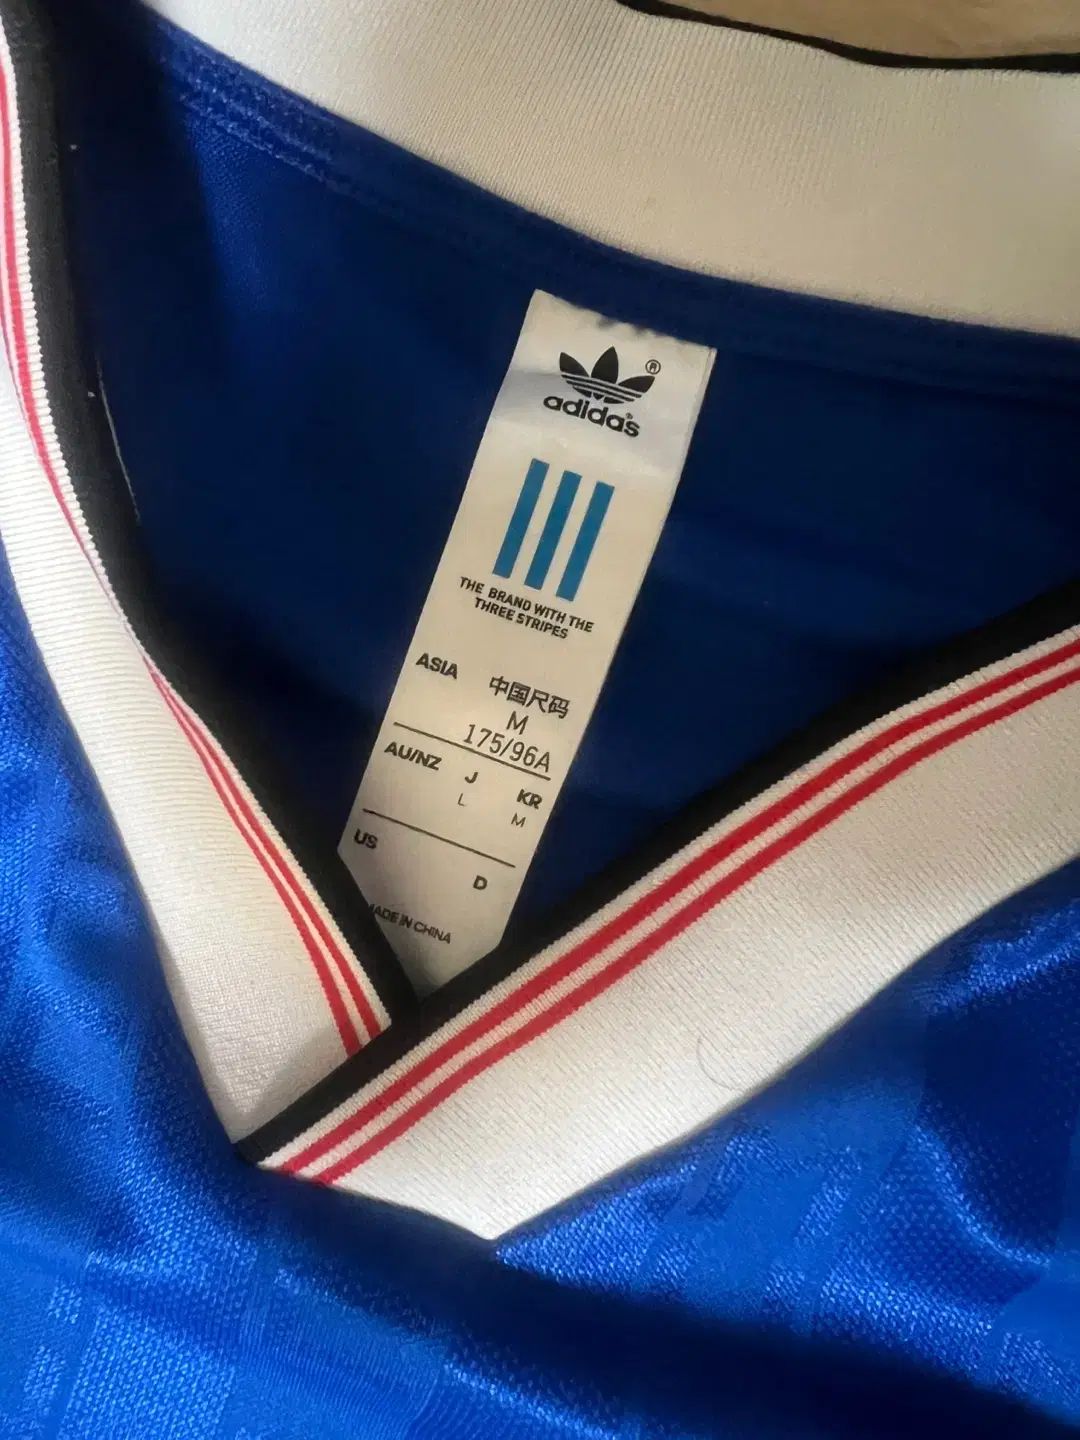 ®
adidas®
THE BRAND WITH THE
THREE STRIPES
ASIA 中国尺码
M
175/96A
AU/NZ J KR
L M
US D
MADE IN CHINA